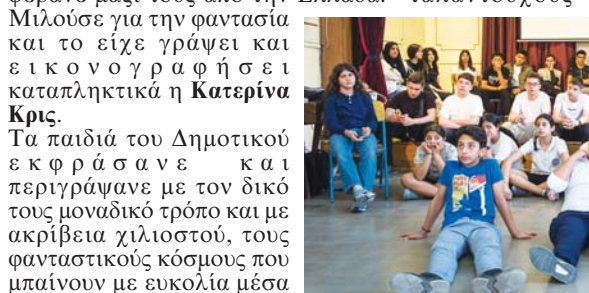 Μιλούσε για την φαντασία
και το είχε γράψει και
εικονογραφήσει
καταπληκτικά η Κατερίνα
Κρις.
Τα παιδιά του Δημοτικού
εκφράσανε και
περιγράψανε με τον δικό
τους μοναδικό τρόπο και με
ακρίβεια χιλιοστού, τους
φανταστικούς κόσμους που
μπαίνουν με ευκολία μέσα